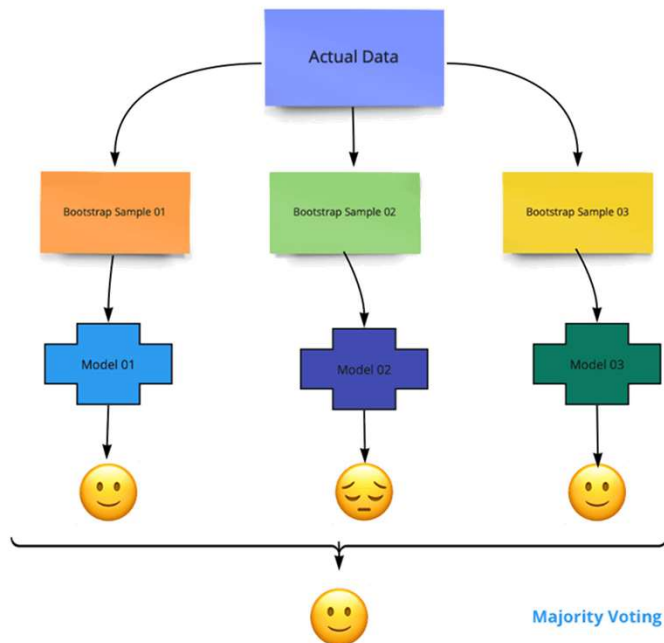 Actual Data
Bootstrap Sample 01
Bootstrap Sample 02
Bootstrap Sample 03
Model 01
Model 02
Model 03
Majority Voting